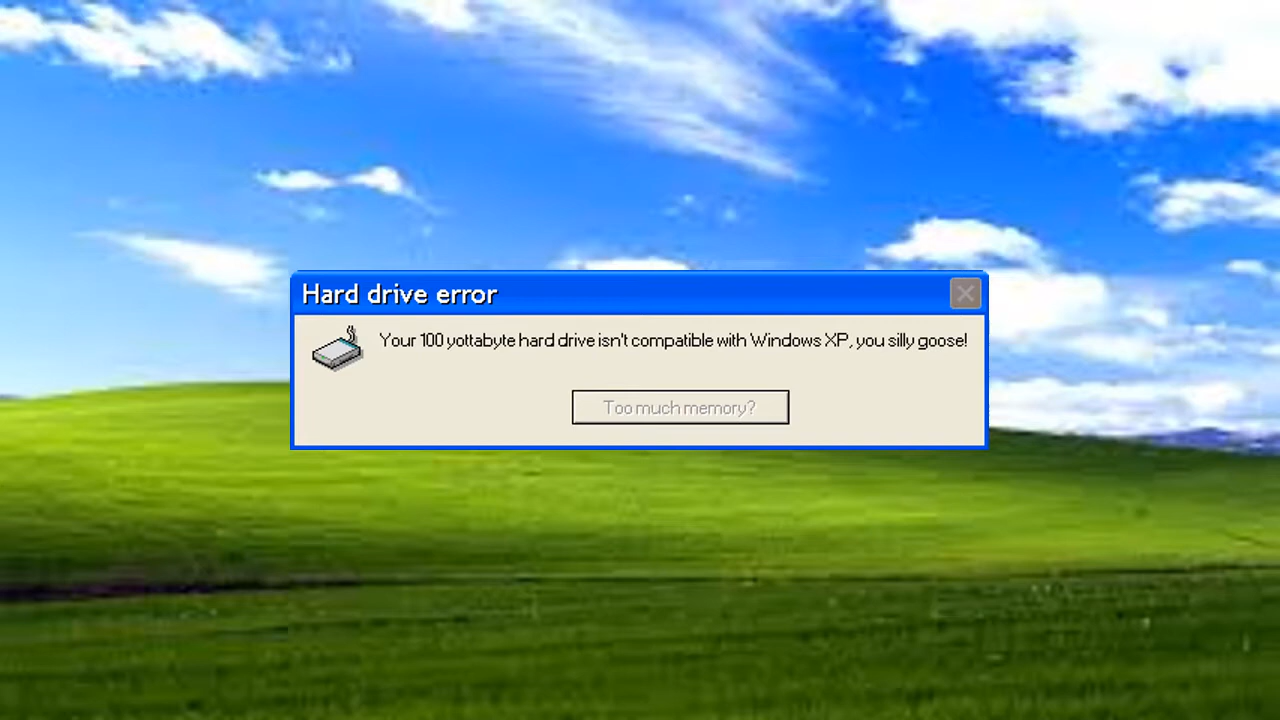 Hard drive error
Your 100 yottabyte hard drive isn't compatible with Windows XP, you silly goose!
Too much memory?